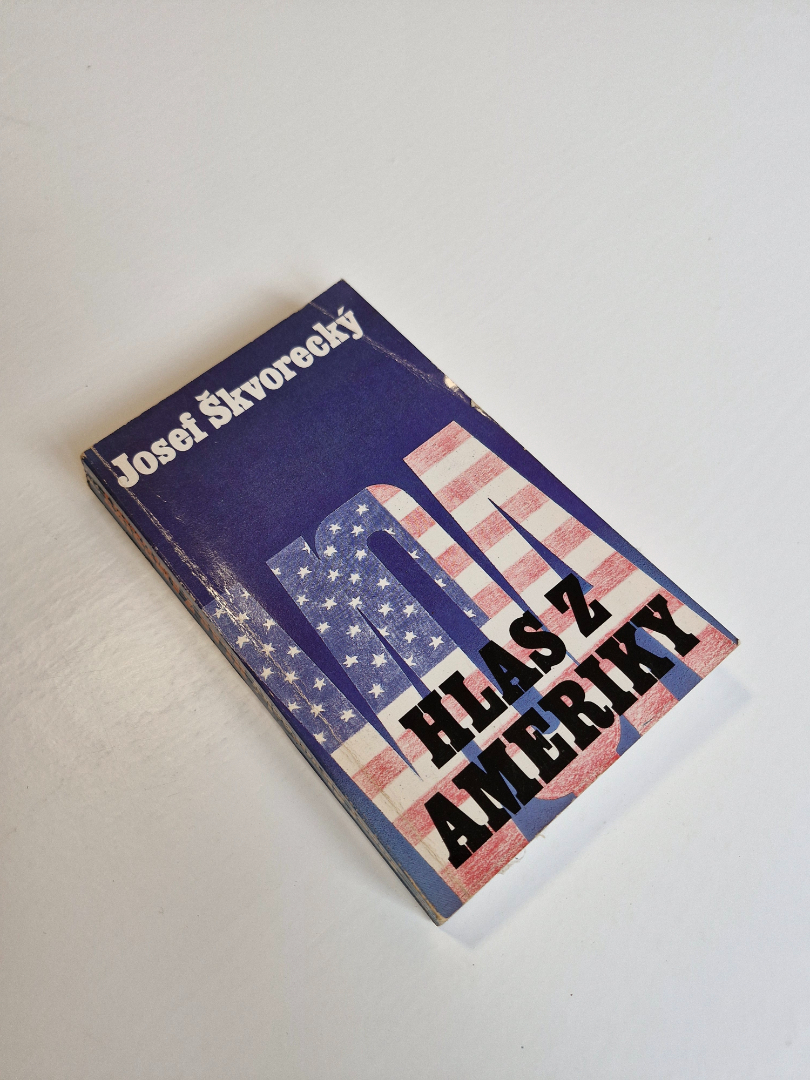 Josef Škvorecký
HLAS Z
AMERIKY